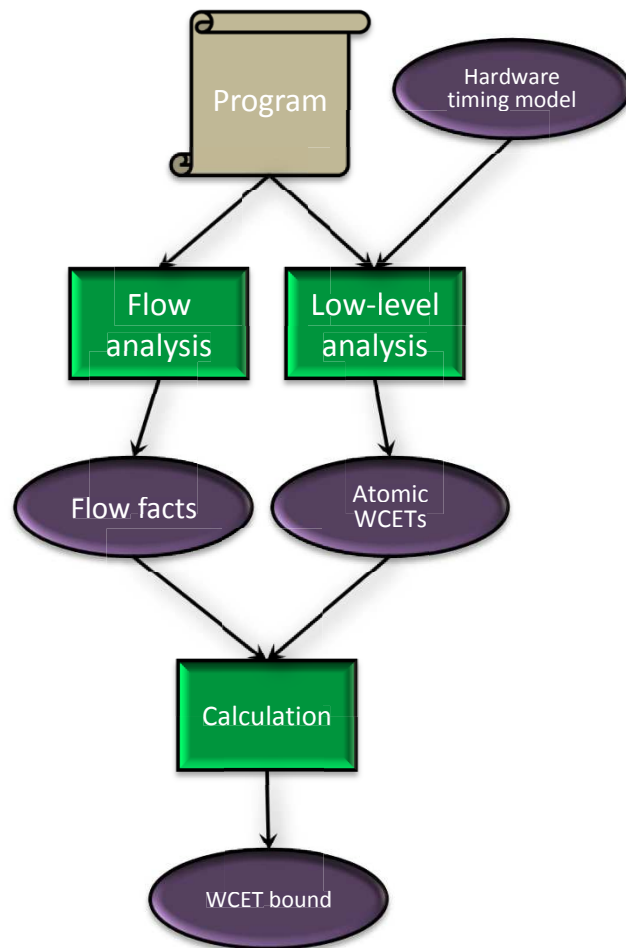 Program
Hardware
timing model
Flow
analysis
Low-level
analysis
Flow facts
Atomic
WCETs
Calculation
WCET bound